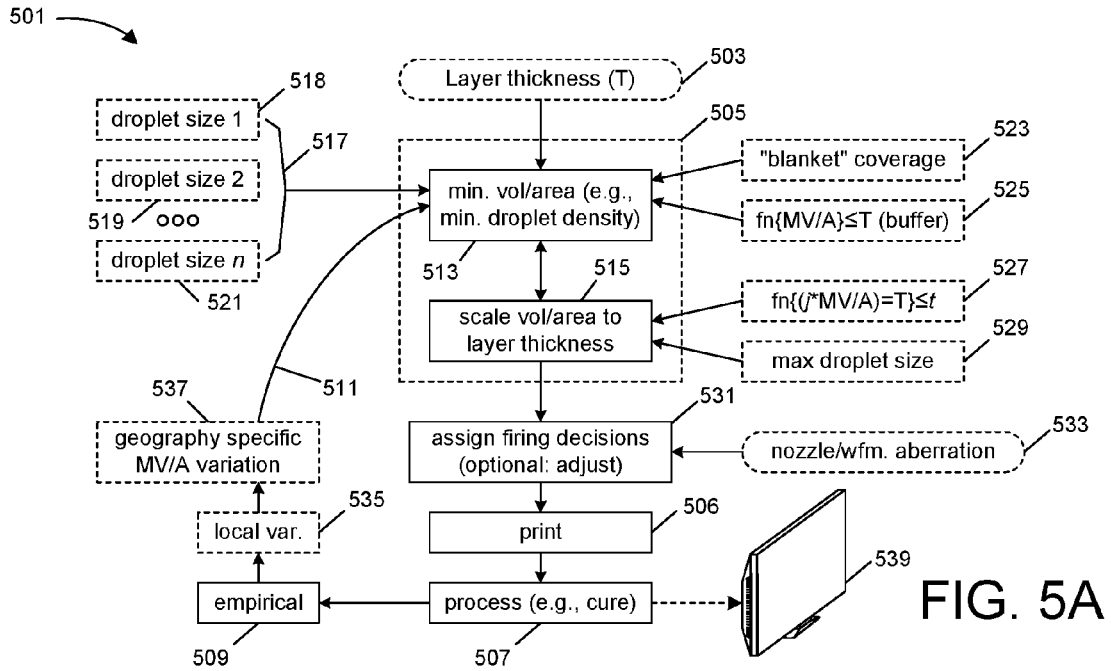 501
503
Layer thickness (T)
518
droplet size 1
517
505
523
"blanket" coverage
droplet size 2
519
ooo
min. vol/area (e.g.,
min. droplet density)
525
fn{MV/A}≤T (buffer)
droplet size n
521
513
515
527
fn{(j*MV/A)=T}≤t
scale vol/area to
layer thickness
529
max droplet size
511
537
geography specific
MV/A variation
531
assign firing decisions
(optional: adjust)
nozzle/wfm. aberration
533
535
local var.
print
506
539
empirical
process (e.g., cure)
509
507
FIG. 5A